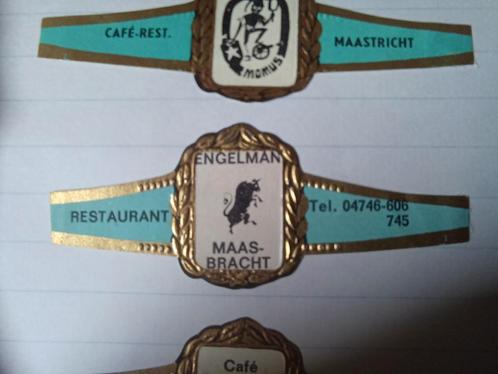 CAFÉ-REST.
MOMUS
MAASTRICHT
ENGELMAN
RESTAURANT
MAAS-
BRACHT
Tel. 04746-606
745
Café